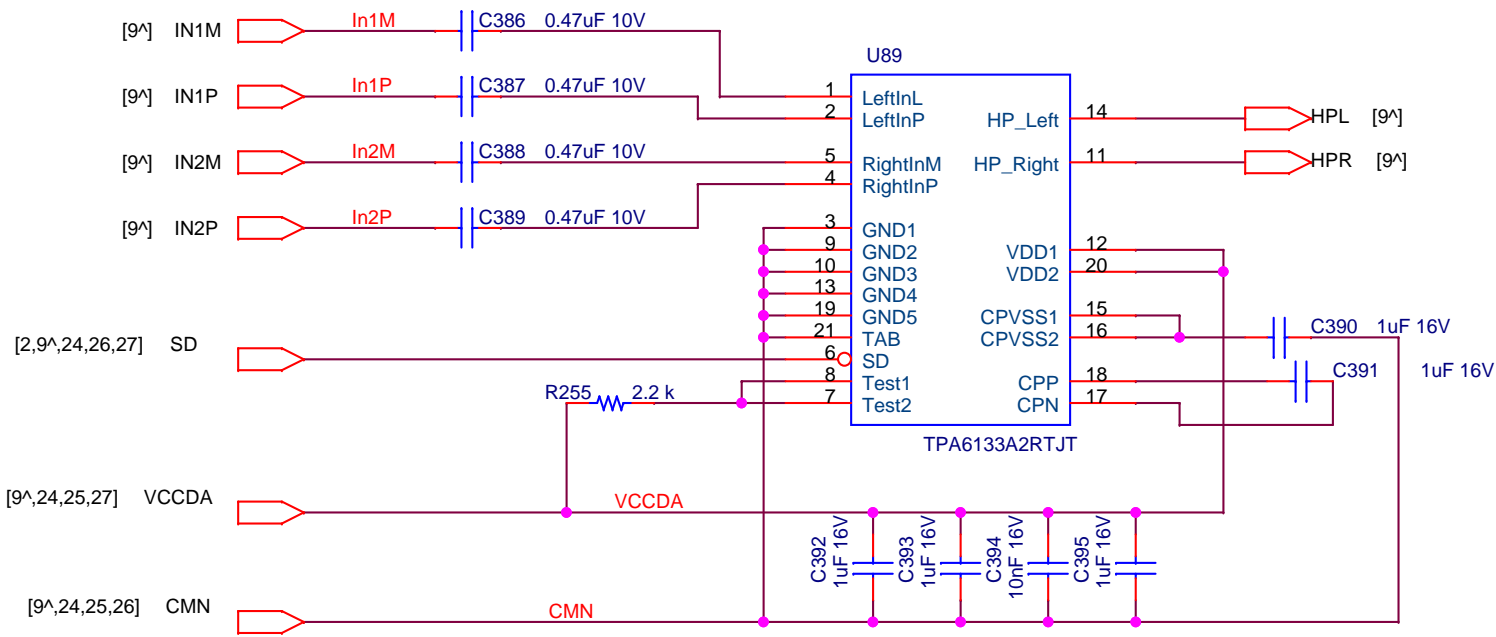 [9^] IN1M In1M C386 0.47uF 10V
U89
[9^] IN1P In1P C387 0.47uF 10V
1 LeftInL
2 LeftInP HP_Left 14 HPL [9^]
[9^] IN2M In2M C388 0.47uF 10V
5 RightInM HP_Right 11 HPR [9^]
4 RightInP
[9^] IN2P In2P C389 0.47uF 10V
3 GND1
9 GND2 VDD1 12
10 GND3 VDD2 20
13 GND4
19 GND5 CPVSS1 15
21 TAB CPVSS2 16 C390 1uF 16V
[2,9^,24,26,27] SD
6 SD
8 Test1 CPP 18 C391 1uF 16V
R255 2.2 k 7 Test2 CPN 17
TPA6133A2RTJT
[9^,24,25,27] VCCDA VCCDA
C392 1uF 16V
C393 1uF 16V
C394 10nF 16V
C395 1uF 16V
[9^,24,25,26] CMN CMN